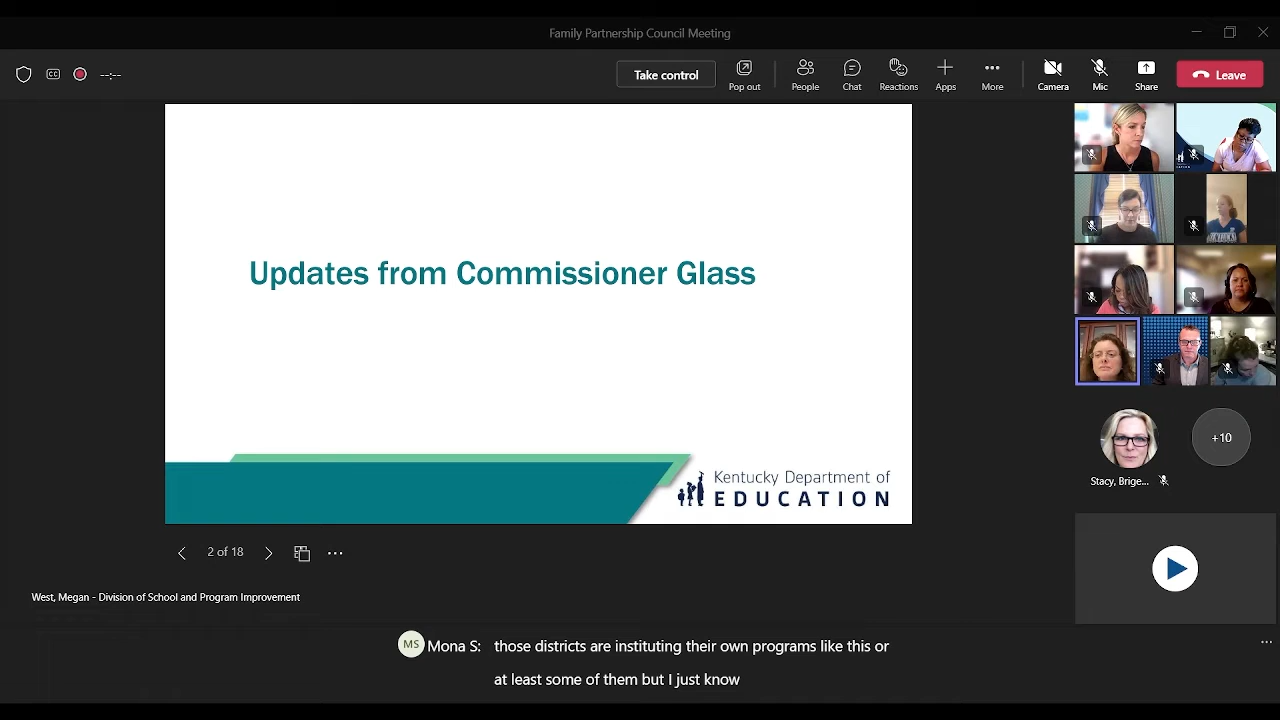 Family Partnership Council Meeting
CC
--:--
Take control
Pop out
People
Chat
Reactions
Apps
More
Camera
Mic
Share
Leave
Updates from Commissioner Glass
Kentucky Department of
EDUCATION
+10
Stacy, Brige...
2 of 18
West, Megan - Division of School and Program Improvement
MS Mona S: those districts are instituting their own programs like this or
at least some of them but I just know